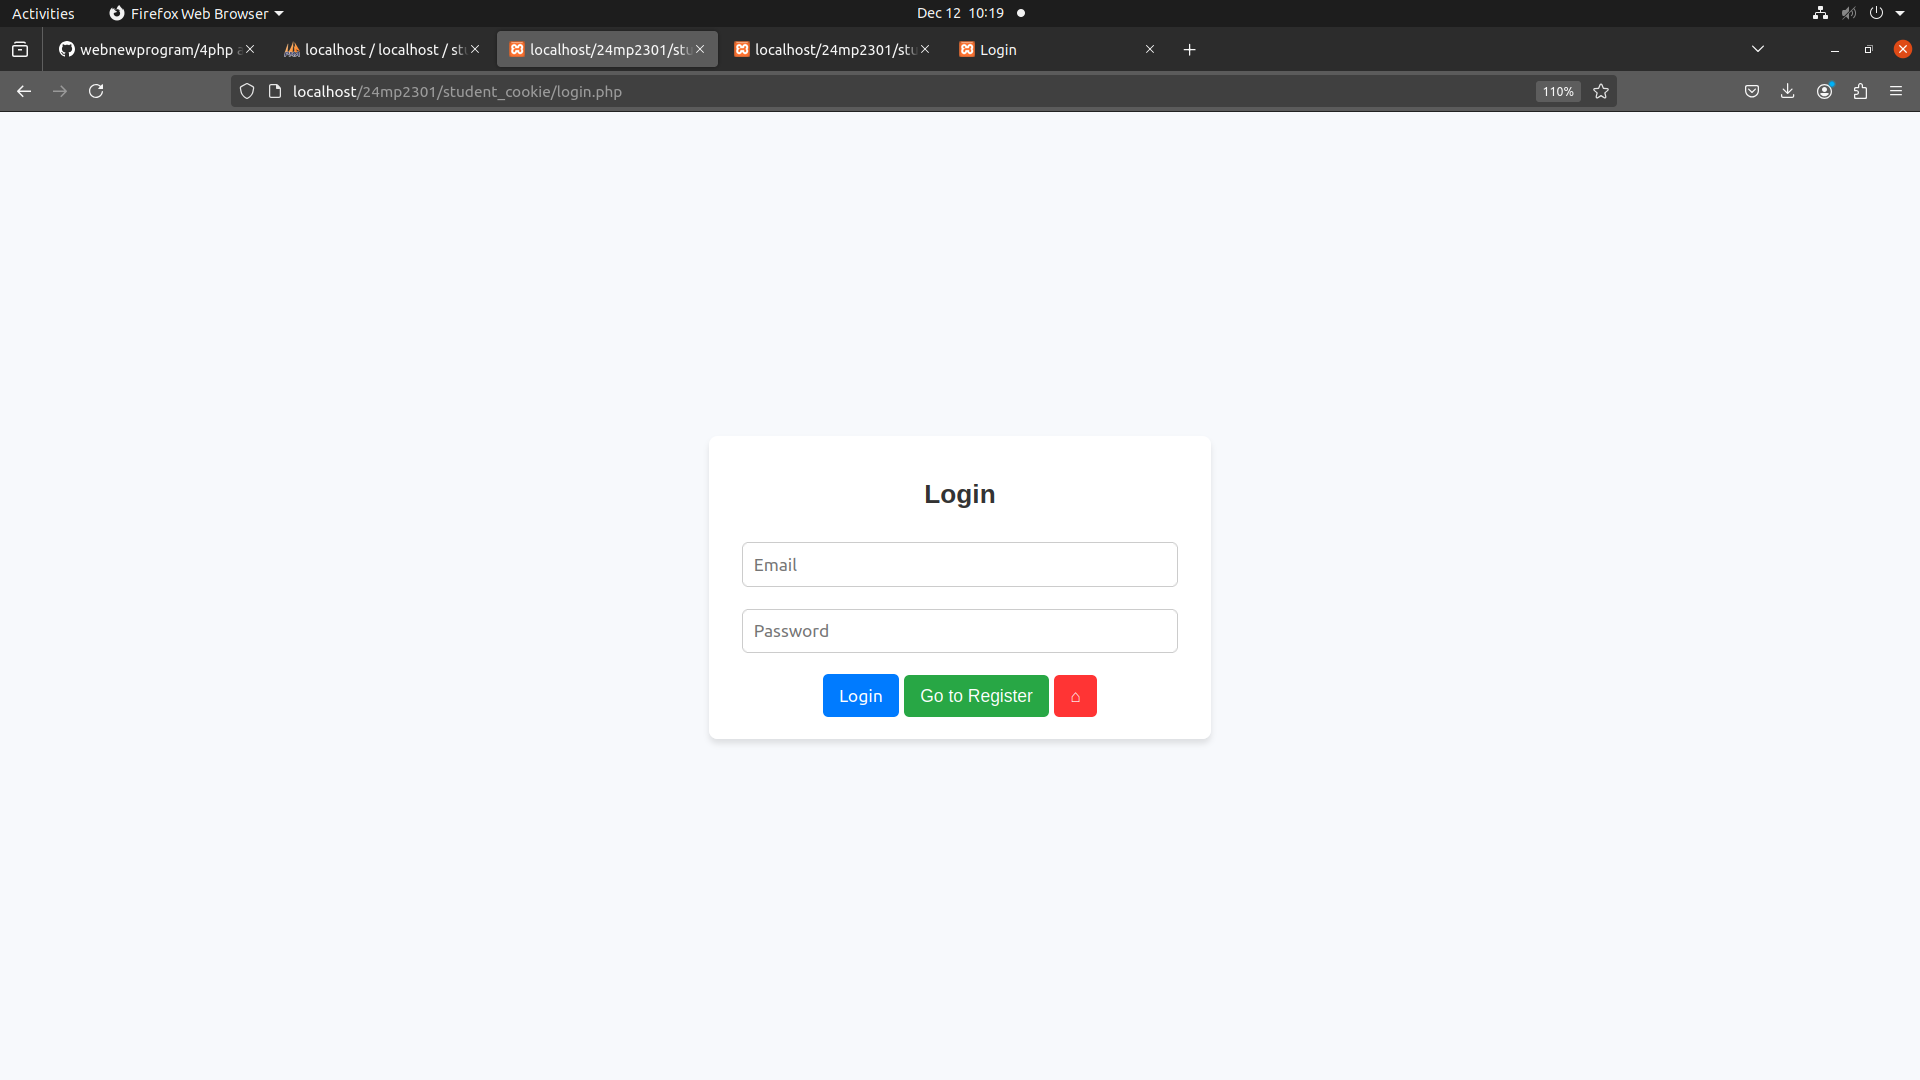 Activities
Firefox Web Browser
Dec 12 10:19
webnewprogram/4php
localhost / localhost / stu
localhost/24mp2301/stu
localhost/24mp2301/stu
Login
localhost/24mp2301/student_cookie/login.php
110%
Login
Email
Password
Login
Go to Register